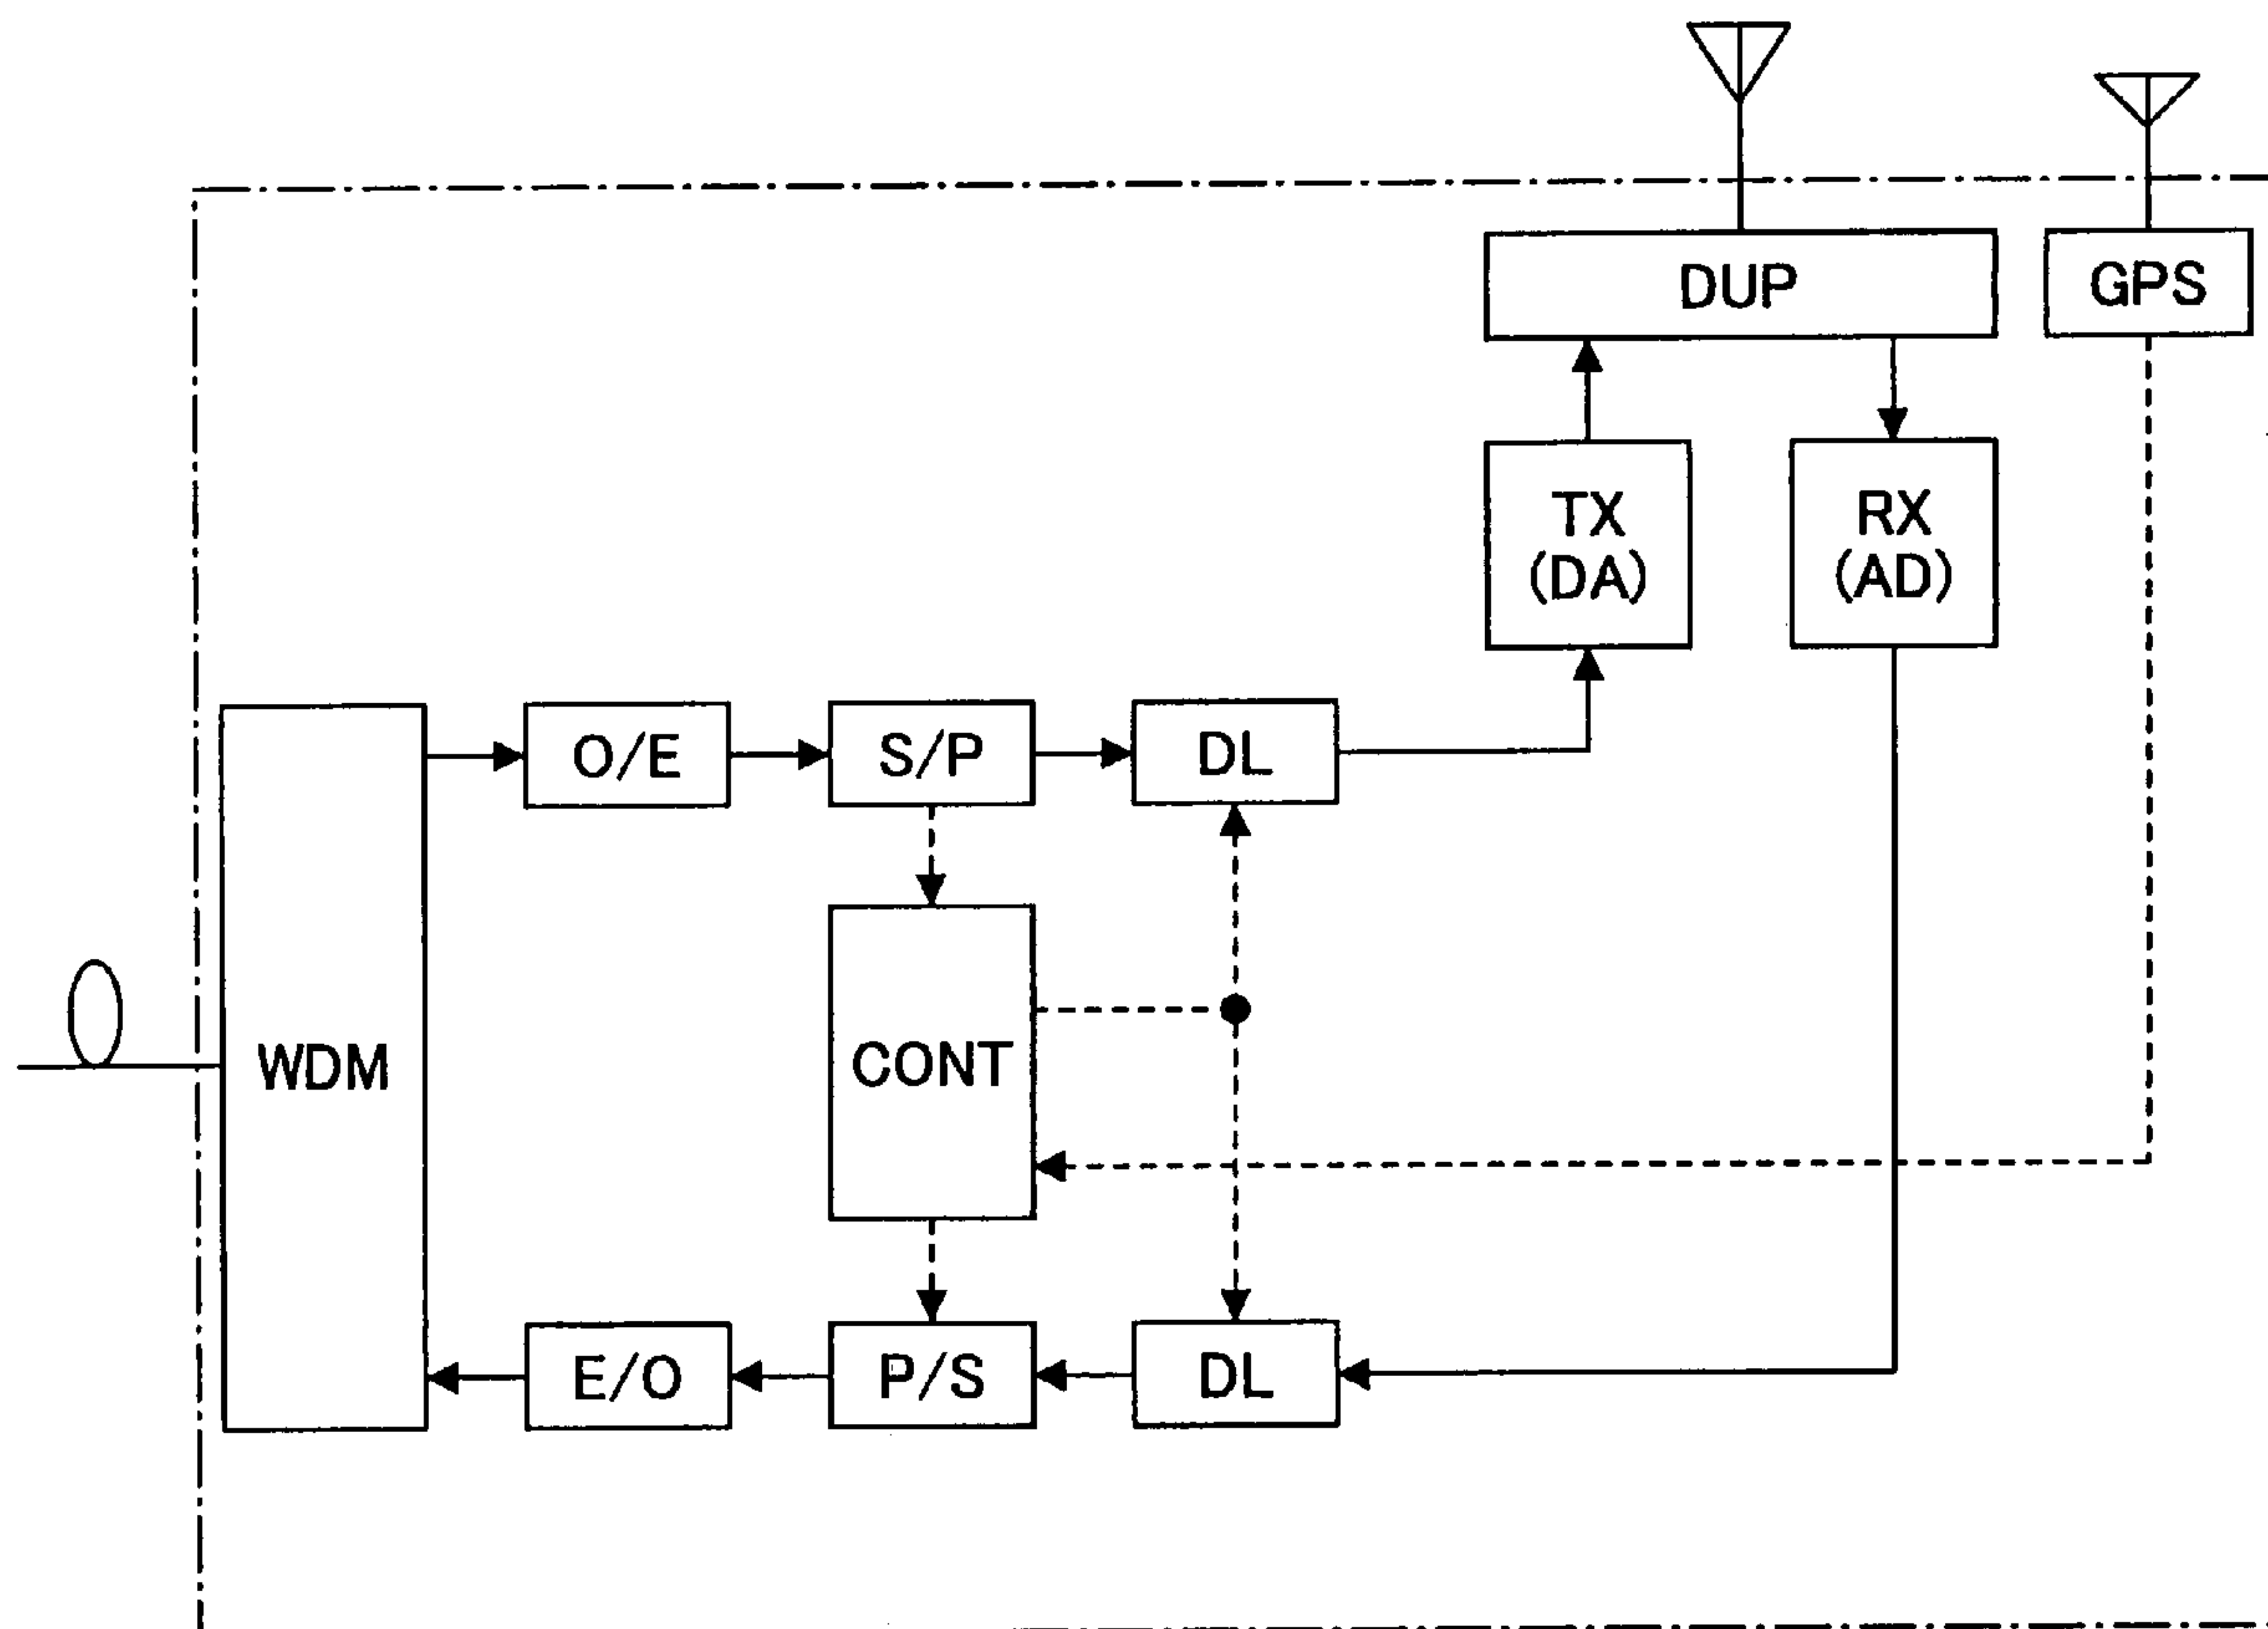 DUP
GPS
TX
(DA)
RX
(AD)
O/E
S/P
DL
WDM
CONT
E/O
P/S
DL